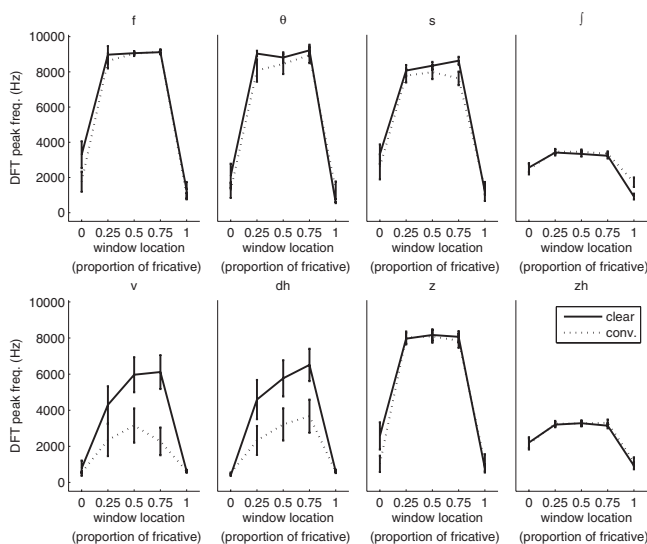 f θ s ʃ
DFT peak freq. (Hz)
10000
8000
6000
4000
2000
0
0 0.25 0.5 0.75 1 0 0.25 0.5 0.75 1 0 0.25 0.5 0.75 1 0 0.25 0.5 0.75 1
window location window location window location window location
(proportion of fricative) (proportion of fricative) (proportion of fricative) (proportion of fricative)
v dh z zh
DFT peak freq. (Hz)
10000
8000
6000
4000
2000
0
clear
conv.
0 0.25 0.5 0.75 1 0 0.25 0.5 0.75 1 0 0.25 0.5 0.75 1 0 0.25 0.5 0.75 1
window location window location window location window location
(proportion of fricative) (proportion of fricative) (proportion of fricative) (proportion of fricative)